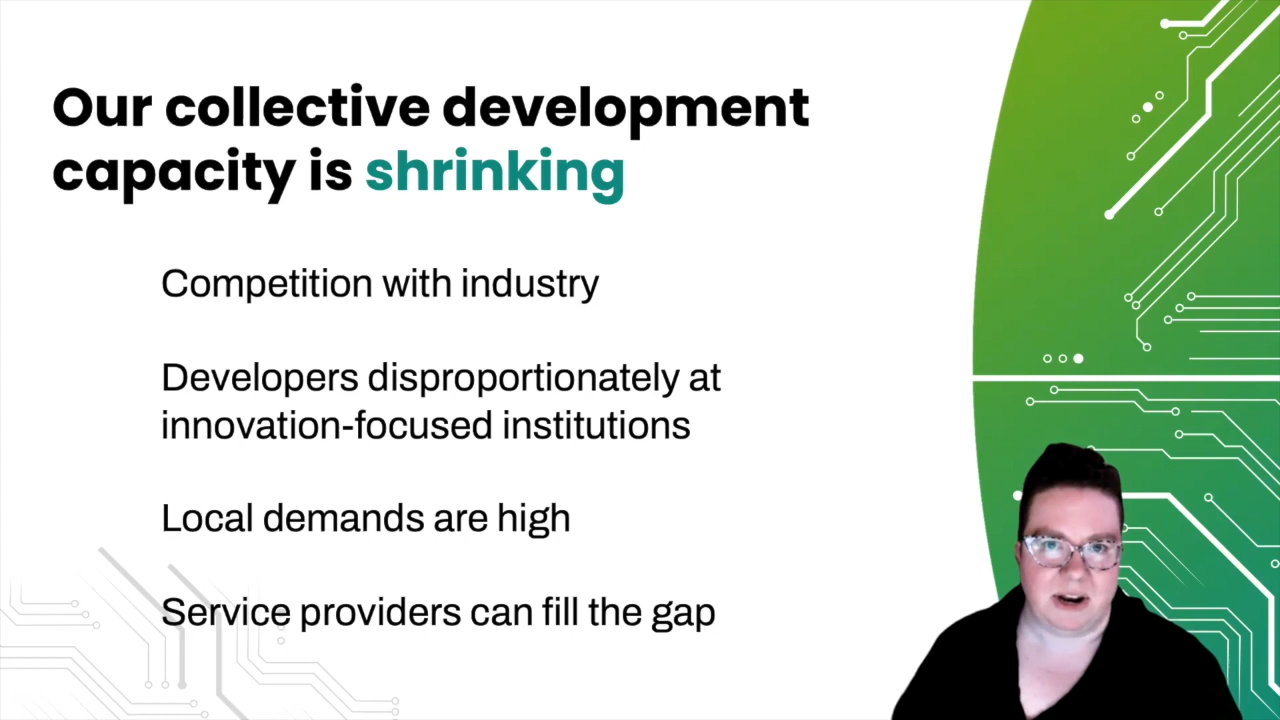 Our collective development
capacity is shrinking
Competition with industry
Developers disproportionately at
innovation-focused institutions
Local demands are high
Service providers can fill the gap